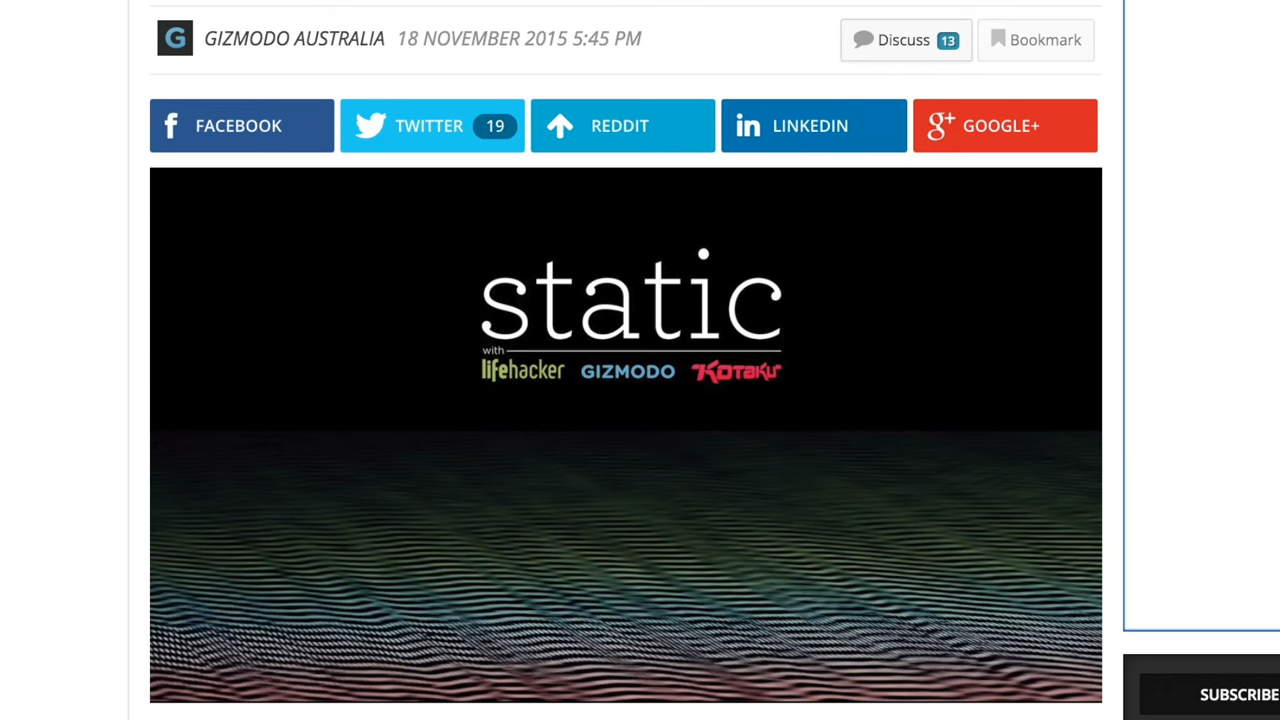 G GIZMODO AUSTRALIA 18 NOVEMBER 2015 5:45 PM Discuss 13 Bookmark
f FACEBOOK TWITTER 19 REDDIT in LINKEDIN g+ GOOGLE+
static
with
lifehacker GIZMODO KOTAKU
SUBSCRIBE